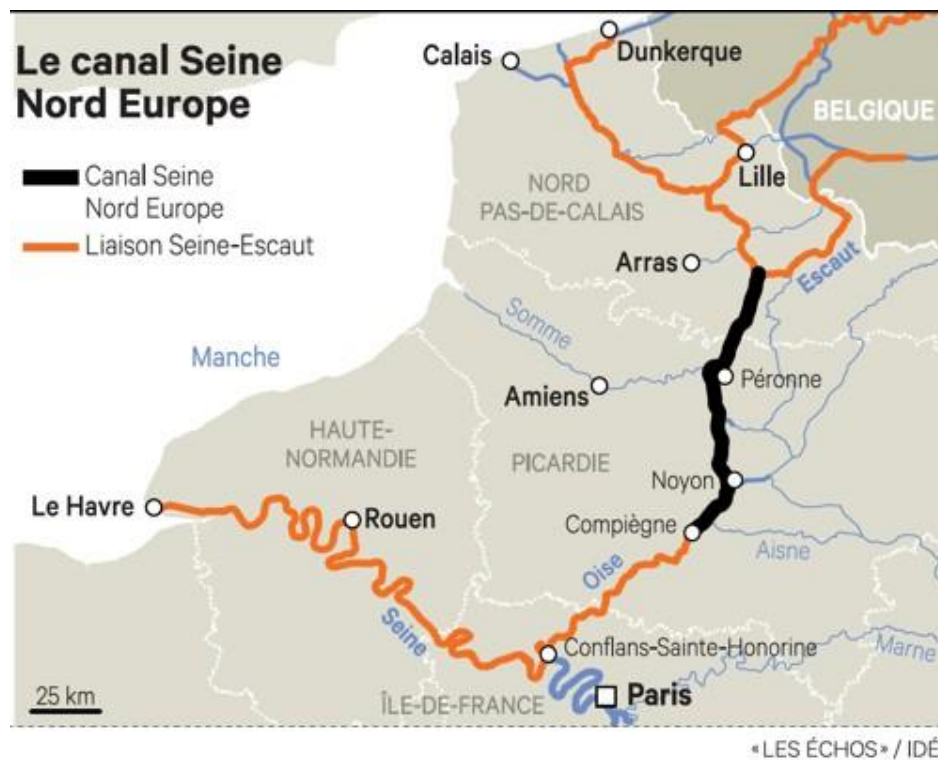 Le canal Seine
Nord Europe
Canal Seine
Nord Europe
Liaison Seine-Escaut
Calais
Dunkerque
BELGIQUE
Lille
NORD
PAS-DE-CALAIS
Arras
Escaut
Somme
Manche
Péronne
Amiens
HAUTE-
NORMANDIE
PICARDIE
Noyon
Le Havre
Rouen
Compiègne
Aisne
Oise
Seine
Conflans-Sainte-Honorine
Marne
25 km
ÎLE-DE-FRANCE
Paris
«LES ÉCHOS» / IDÉ